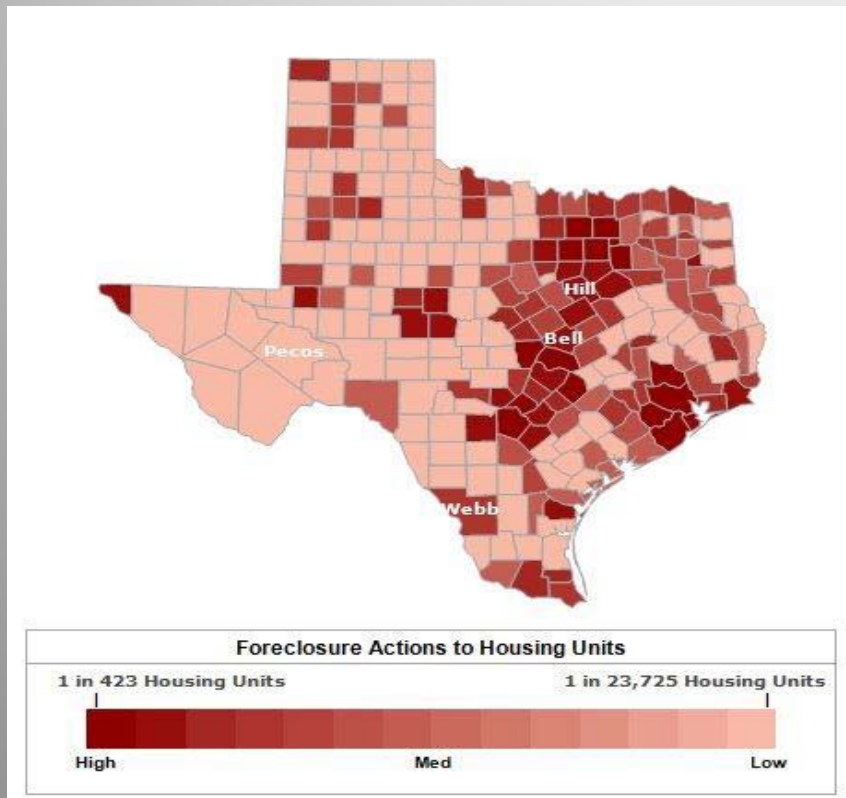 Hill
Bell
Pecos
Webb
Foreclosure Actions to Housing Units
1 in 423 Housing Units 1 in 23,725 Housing Units
High Med Low